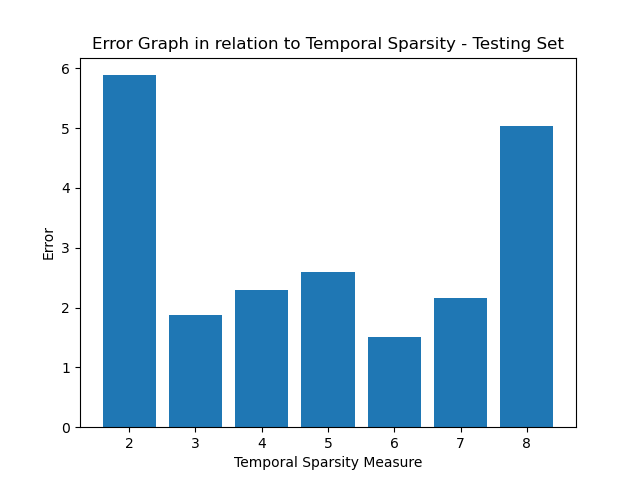 Error Graph in relation to Temporal Sparsity - Testing Set
6
5
4
3
2
1
0
Error
2 3 4 5 6 7 8
Temporal Sparsity Measure